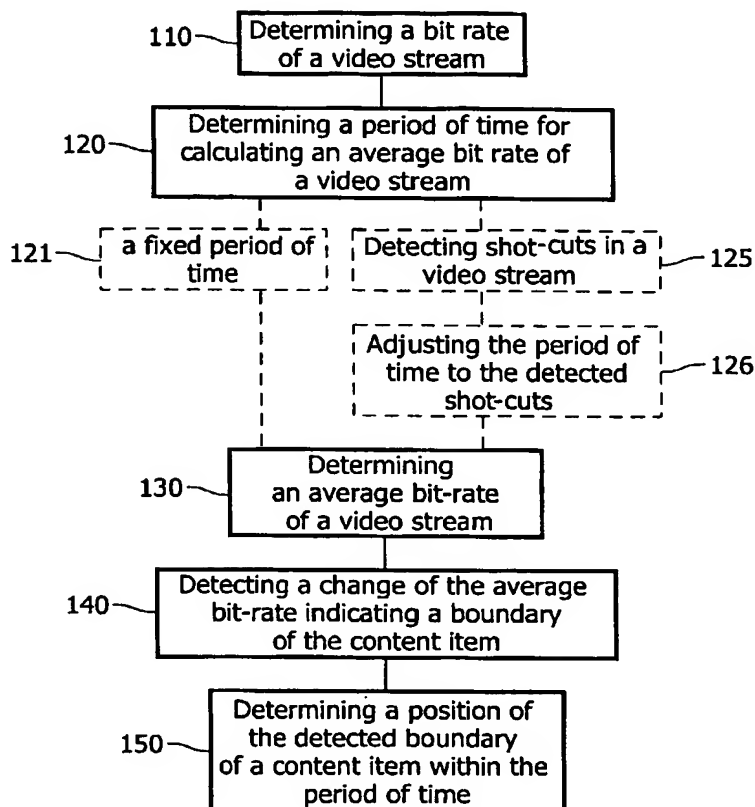 110
Determining a bit rate
of a video stream
120
Determining a period of time for
calculating an average bit rate of
a video stream
121
a fixed period of
time
Detecting shot-cuts in a
video stream
125
Adjusting the period of
time to the detected
shot-cuts
126
130
Determining
an average bit-rate
of a video stream
140
Detecting a change of the average
bit-rate indicating a boundary
of the content item
150
Determining a position of
the detected boundary
of a content item within the
period of time